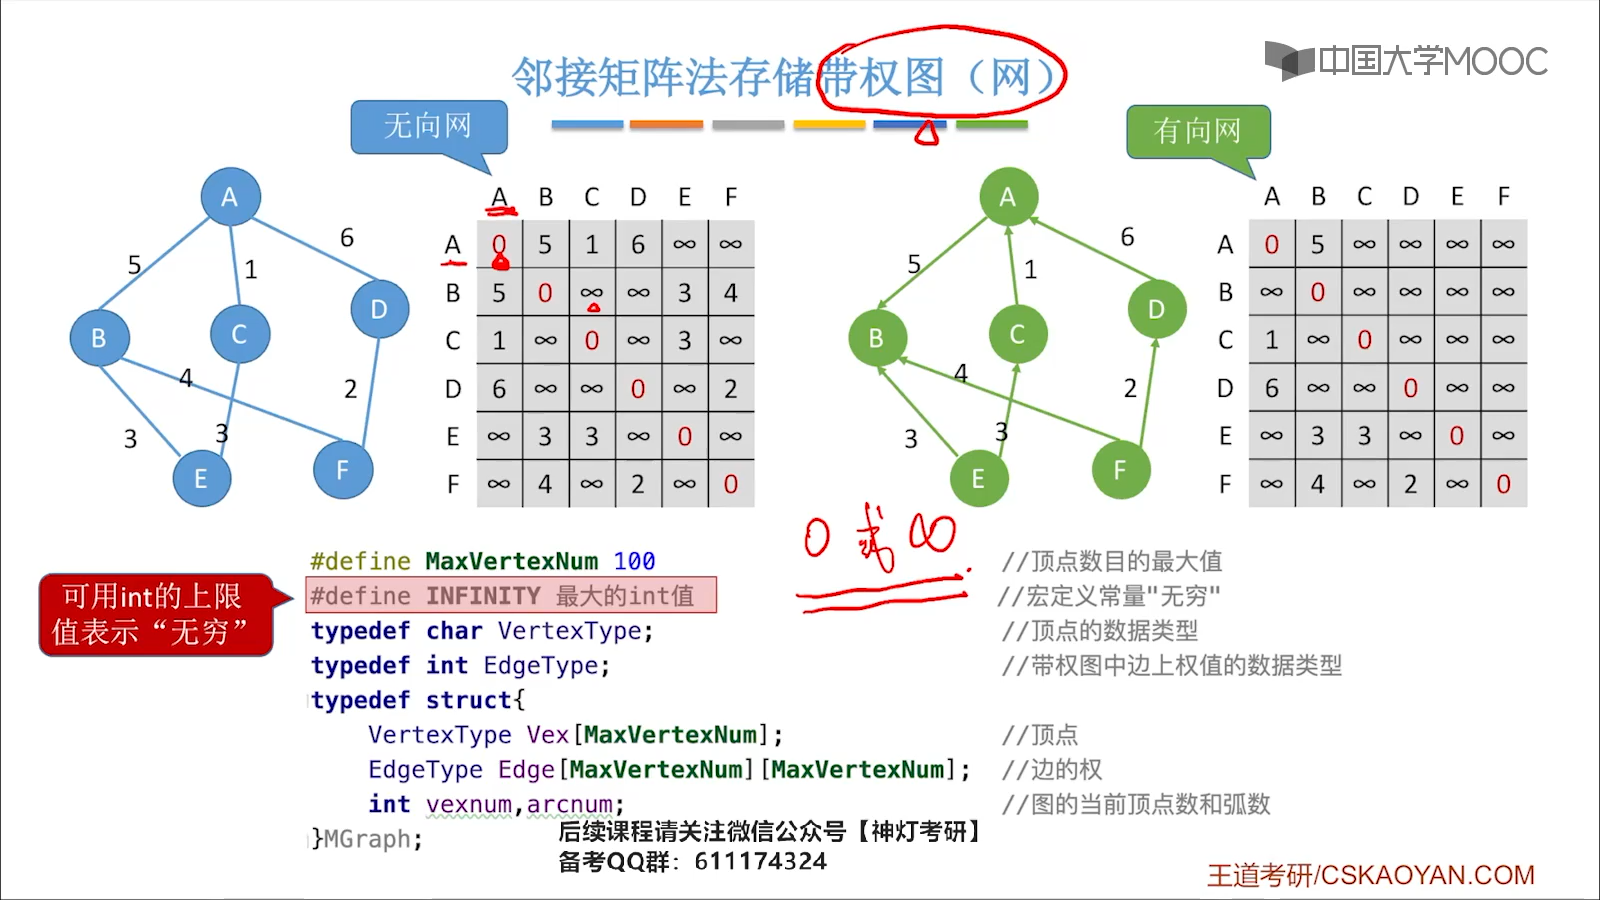 邻接矩阵法存储带权图（网）
中国大学MOOC
无向网
有向网
A
B
C
D
E
F
5
1
6
4
3
3
2
A B C D E F
A 0 5 1 6 ∞ ∞
B 5 0 ∞ ∞ 3 4
C 1 ∞ 0 ∞ 3 ∞
D 6 ∞ ∞ 0 ∞ 2
E ∞ 3 3 ∞ 0 ∞
F ∞ 4 ∞ 2 ∞ 0
A
B
C
D
E
F
5
1
6
4
3
3
2
A B C D E F
A 0 5 ∞ ∞ ∞ ∞
B ∞ 0 ∞ ∞ ∞ ∞
C 1 ∞ 0 ∞ ∞ ∞
D 6 ∞ ∞ 0 ∞ ∞
E ∞ 3 3 ∞ 0 ∞
F ∞ 4 ∞ 2 ∞ 0
0 或 ∞
可用int的上限
值表示“无穷”
#define MaxVertexNum 100 //顶点数目的最大值
#define INFINITY 最大的int值 //宏定义常量"无穷"
typedef char VertexType; //顶点的数据类型
typedef int EdgeType; //带权图中边上权值的数据类型
typedef struct{
VertexType Vex[MaxVertexNum]; //顶点
EdgeType Edge[MaxVertexNum][MaxVertexNum]; //边的权
int vexnum,arcnum; //图的当前顶点数和弧数
}MGraph;
后续课程请关注微信公众号【神灯考研】
备考QQ群：611174324
王道考研/CSKAOYAN.COM